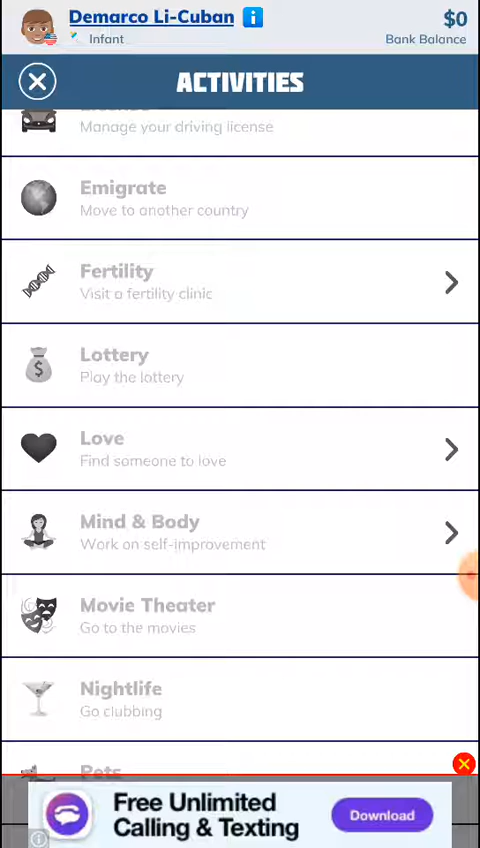 Demarco Li-Cuban
$0
Infant
Bank Balance
ACTIVITIES
License
Manage your driving license
Emigrate
Move to another country
Fertility
Visit a fertility clinic
Lottery
Play the lottery
Love
Find someone to love
Mind & Body
Work on self-improvement
Movie Theater
Go to the movies
Nightlife
Go clubbing
Pets
Free Unlimited
Calling & Texting
Download